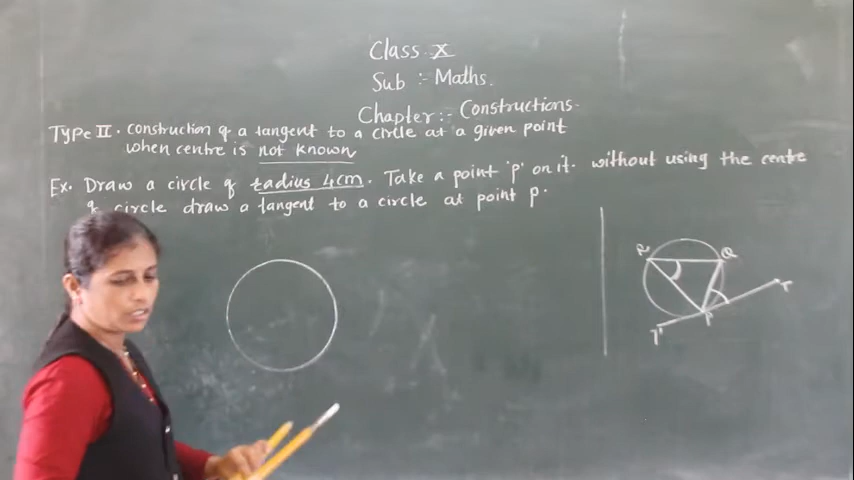 Class X
Sub :- Maths.
Chapter:- Constructions-
Type II. Construction of a tangent to a circle at a given point
when centre is not known
Ex. Draw a circle of radius 4cm. Take a point 'p' on it. without using the centre
of circle draw a tangent to a circle at point p.
R Q
T
P
T'